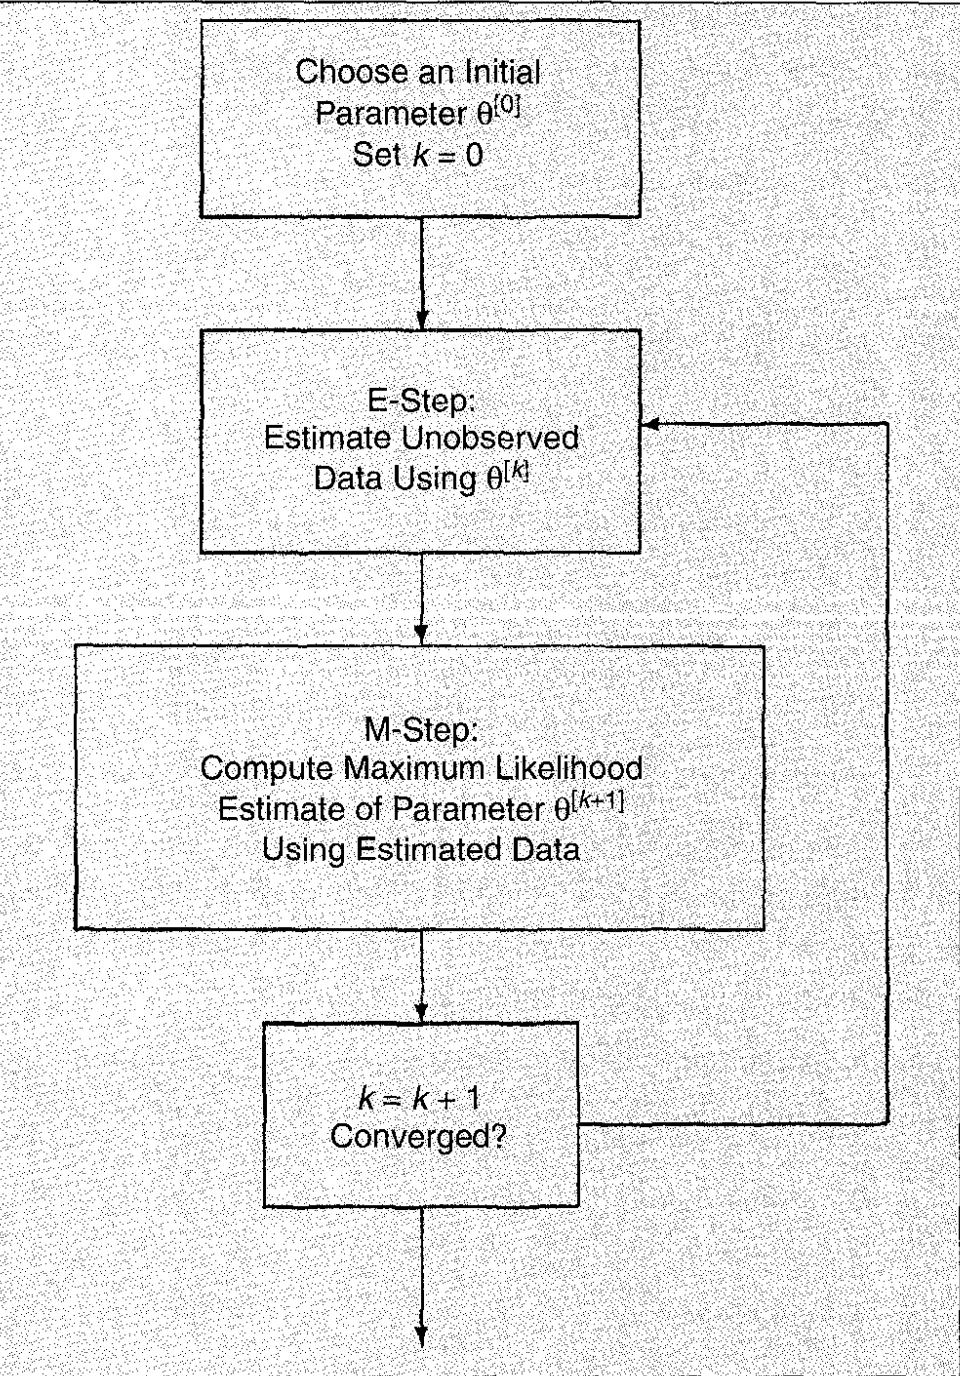 Choose an Initial
Parameter θ[0]
Set k = 0
E-Step:
Estimate Unobserved
Data Using θ[k]
M-Step:
Compute Maximum Likelihood
Estimate of Parameter θ[k+1]
Using Estimated Data
k = k + 1
Converged?